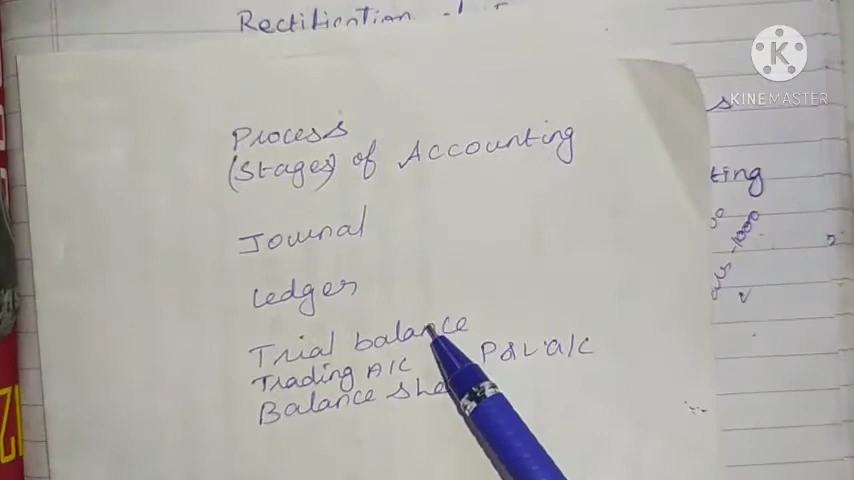 Rectification
KINEMASTER
Process
(Stages) of Accounting
ting
Journal
Ledger
Trial balance
Trading A/C P&L a/c
Balance She